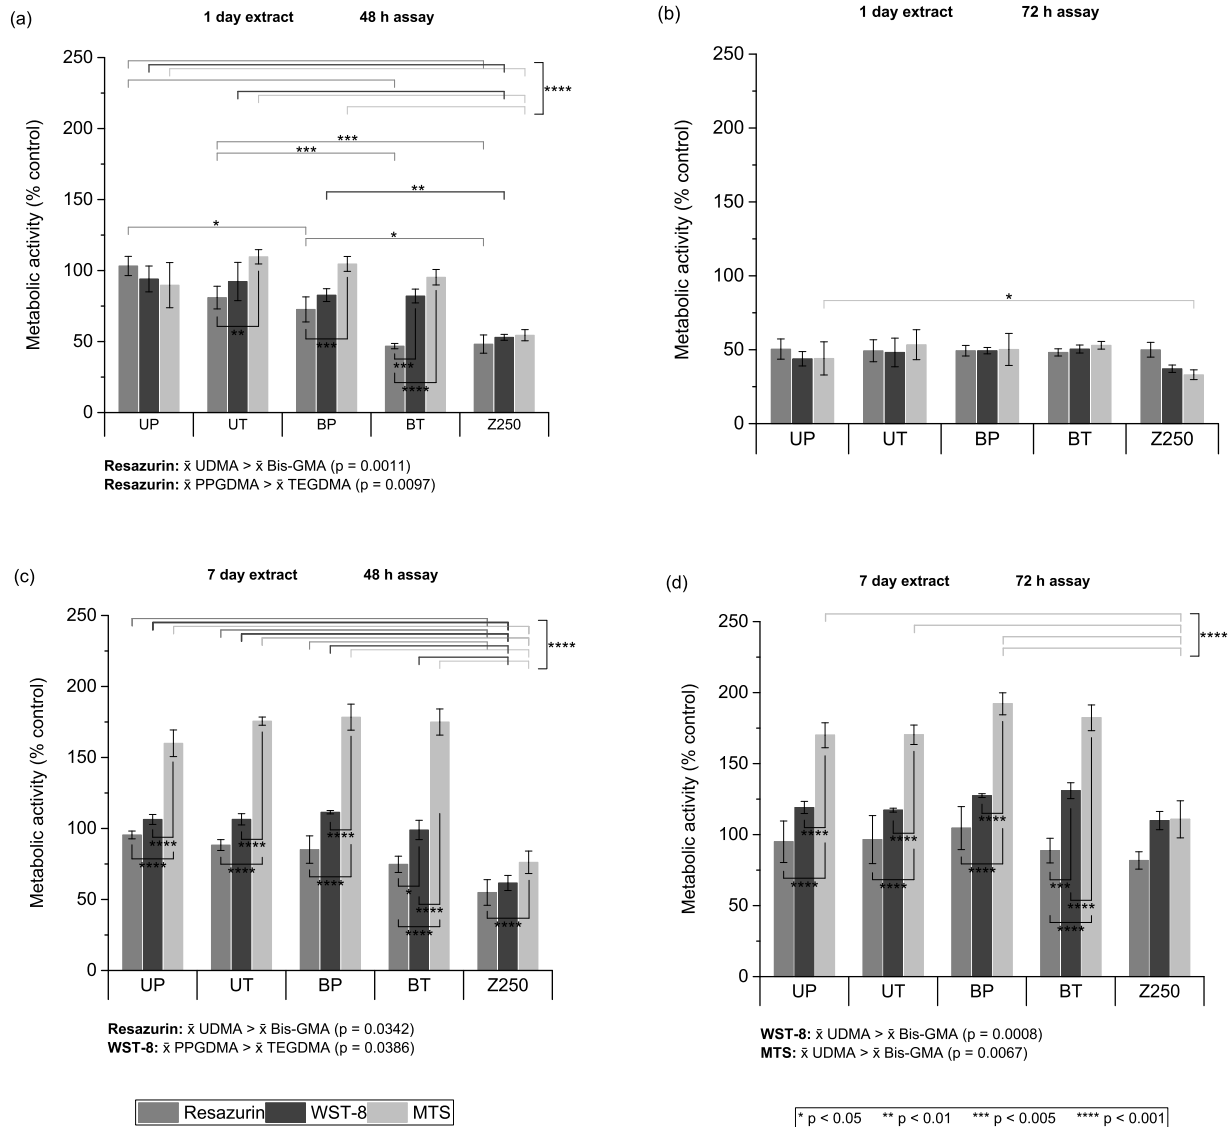 (a)
1 day extract 48 h assay
250
200
150
100
50
0
Metabolic activity (% control)
****
***
***
**
*
*
**
***
***
****
UP UT BP BT Z250
Resazurin: x̄ UDMA > x̄ Bis-GMA (p = 0.0011)
Resazurin: x̄ PPGDMA > x̄ TEGDMA (p = 0.0097)
(b)
1 day extract 72 h assay
250
200
150
100
50
0
Metabolic activity (% control)
*
UP UT BP BT Z250
(c)
7 day extract 48 h assay
250
200
150
100
50
0
Metabolic activity (% control)
****
****
****
****
****
****
****
*
****
****
****
UP UT BP BT Z250
Resazurin: x̄ UDMA > x̄ Bis-GMA (p = 0.0342)
WST-8: x̄ PPGDMA > x̄ TEGDMA (p = 0.0386)
(d)
7 day extract 72 h assay
250
200
150
100
50
0
Metabolic activity (% control)
****
****
****
****
****
****
****
***
****
****
UP UT BP BT Z250
WST-8: x̄ UDMA > x̄ Bis-GMA (p = 0.0008)
MTS: x̄ UDMA > x̄ Bis-GMA (p = 0.0067)
Resazurin WST-8 MTS
* p < 0.05 ** p < 0.01 *** p < 0.005 **** p < 0.001